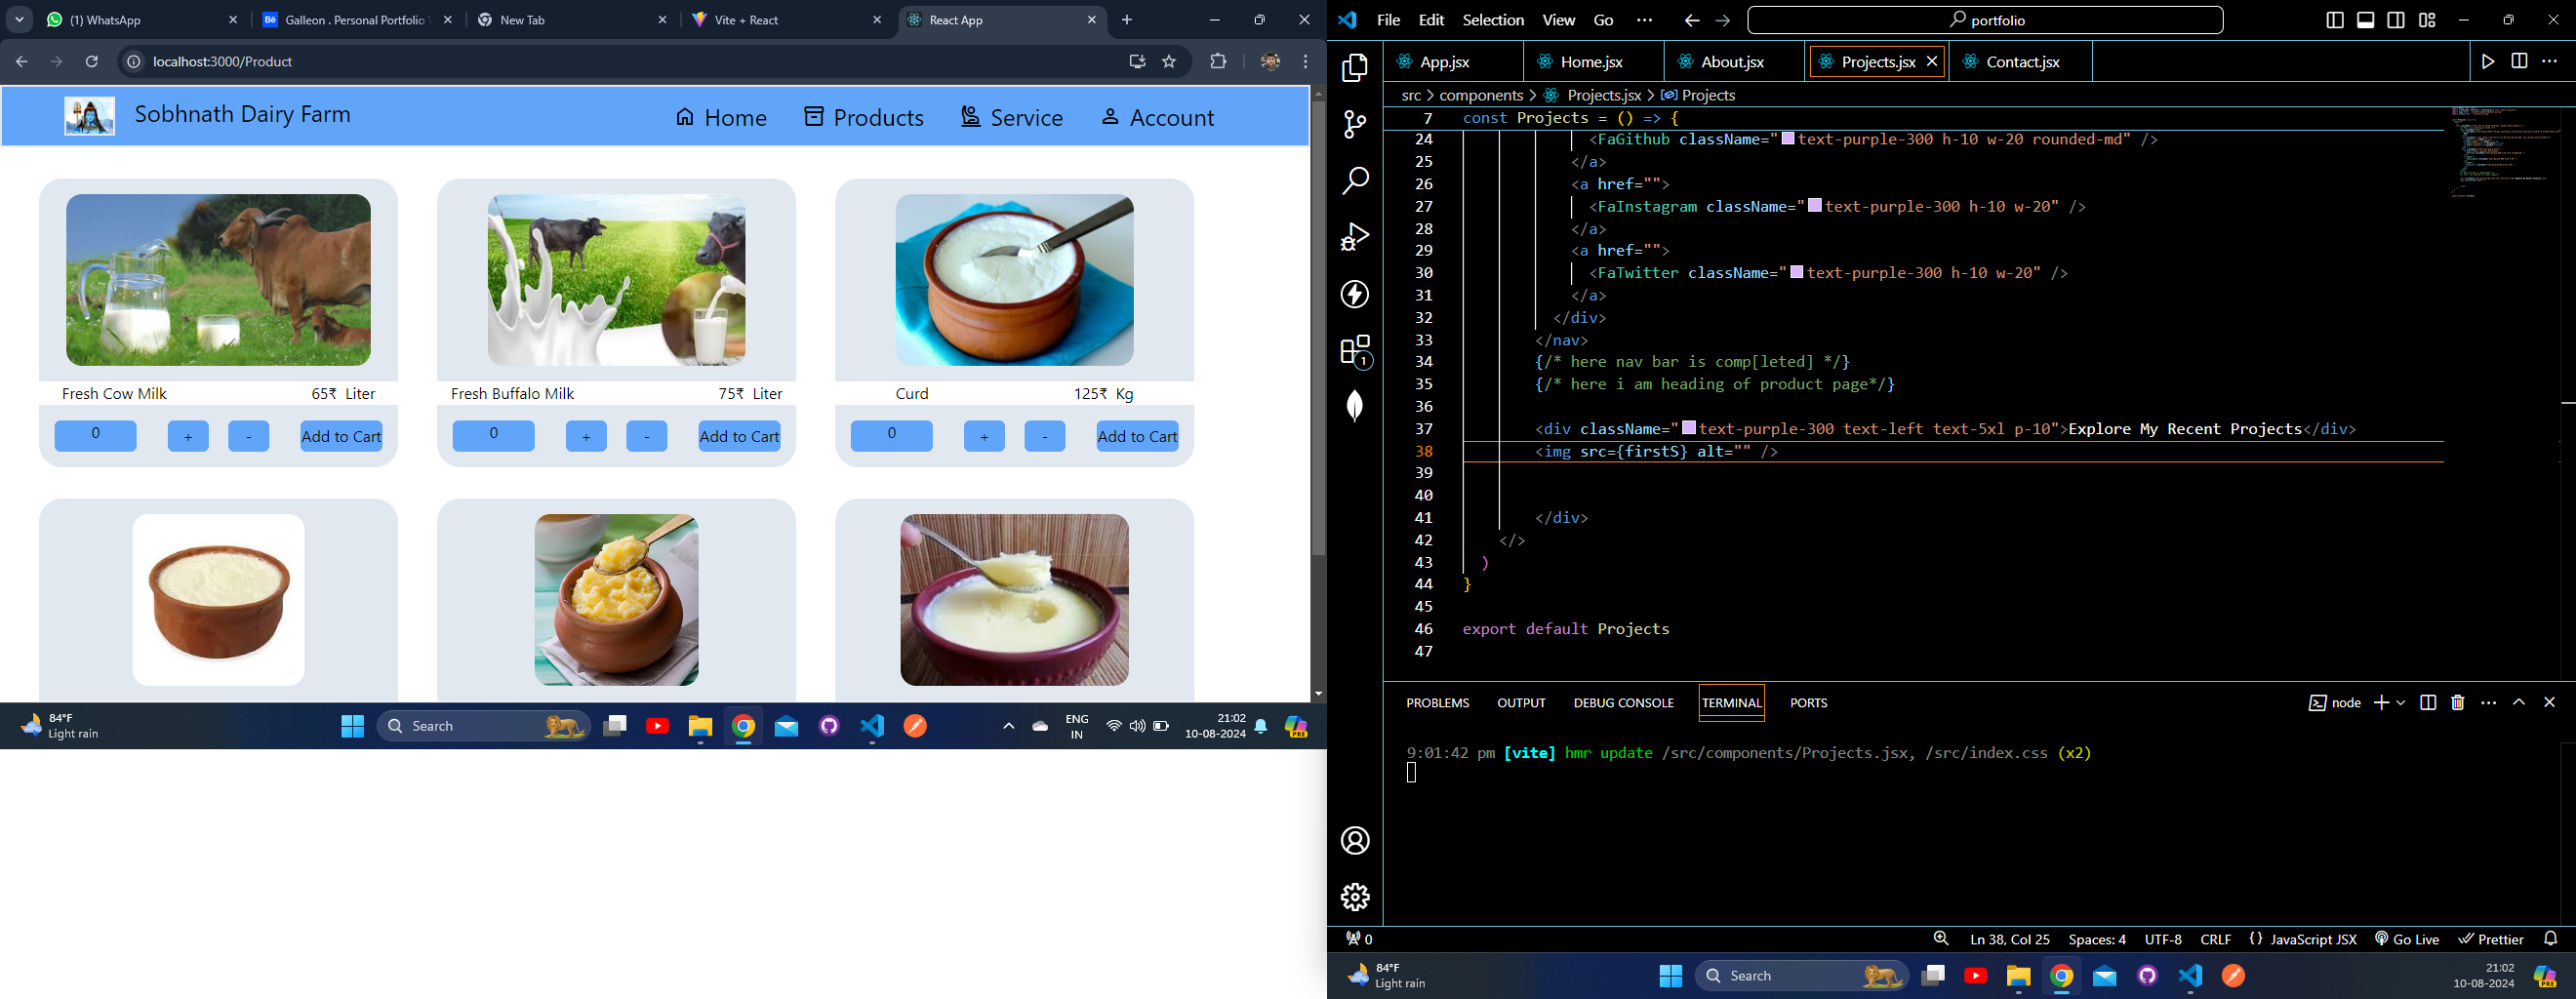 (1) WhatsApp
Galleon . Personal Portfolio
New Tab
Vite + React
React App
localhost:3000/Product
Sobhnath Dairy Farm
Home
Products
Service
Account
Fresh Cow Milk 65₹ Liter
Fresh Buffalo Milk 75₹ Liter
Curd 125₹ Kg
0 + - Add to Cart
0 + - Add to Cart
0 + - Add to Cart
84°F
Light rain
Search
ENG
IN
21:02
10-08-2024
PRE
File Edit Selection View Go ...
portfolio
App.jsx
Home.jsx
About.jsx
Projects.jsx
Contact.jsx
src > components > Projects.jsx > Projects
7 const Projects = () => {
24 <FaGithub className="text-purple-300 h-10 w-20 rounded-md" />
25 </a>
26 <a href="">
27 <FaInstagram className="text-purple-300 h-10 w-20" />
28 </a>
29 <a href="">
30 <FaTwitter className="text-purple-300 h-10 w-20" />
31 </a>
32 </div>
33 </nav>
34 {/* here nav bar is comp[leted] */}
35 {/* here i am heading of product page*/}
36
37 <div className="text-purple-300 text-left text-5xl p-10">Explore My Recent Projects</div>
38 <img src={firstS} alt="" />
39
40
41 </div>
42 </>
43 )
44 }
45
46 export default Projects
47
1
PROBLEMS OUTPUT DEBUG CONSOLE TERMINAL PORTS
node
9:01:42 pm [vite] hmr update /src/components/Projects.jsx, /src/index.css (x2)
0
Ln 38, Col 25 Spaces: 4 UTF-8 CRLF {} JavaScript JSX Go Live Prettier
84°F
Light rain
Search
21:02
10-08-2024
PRE